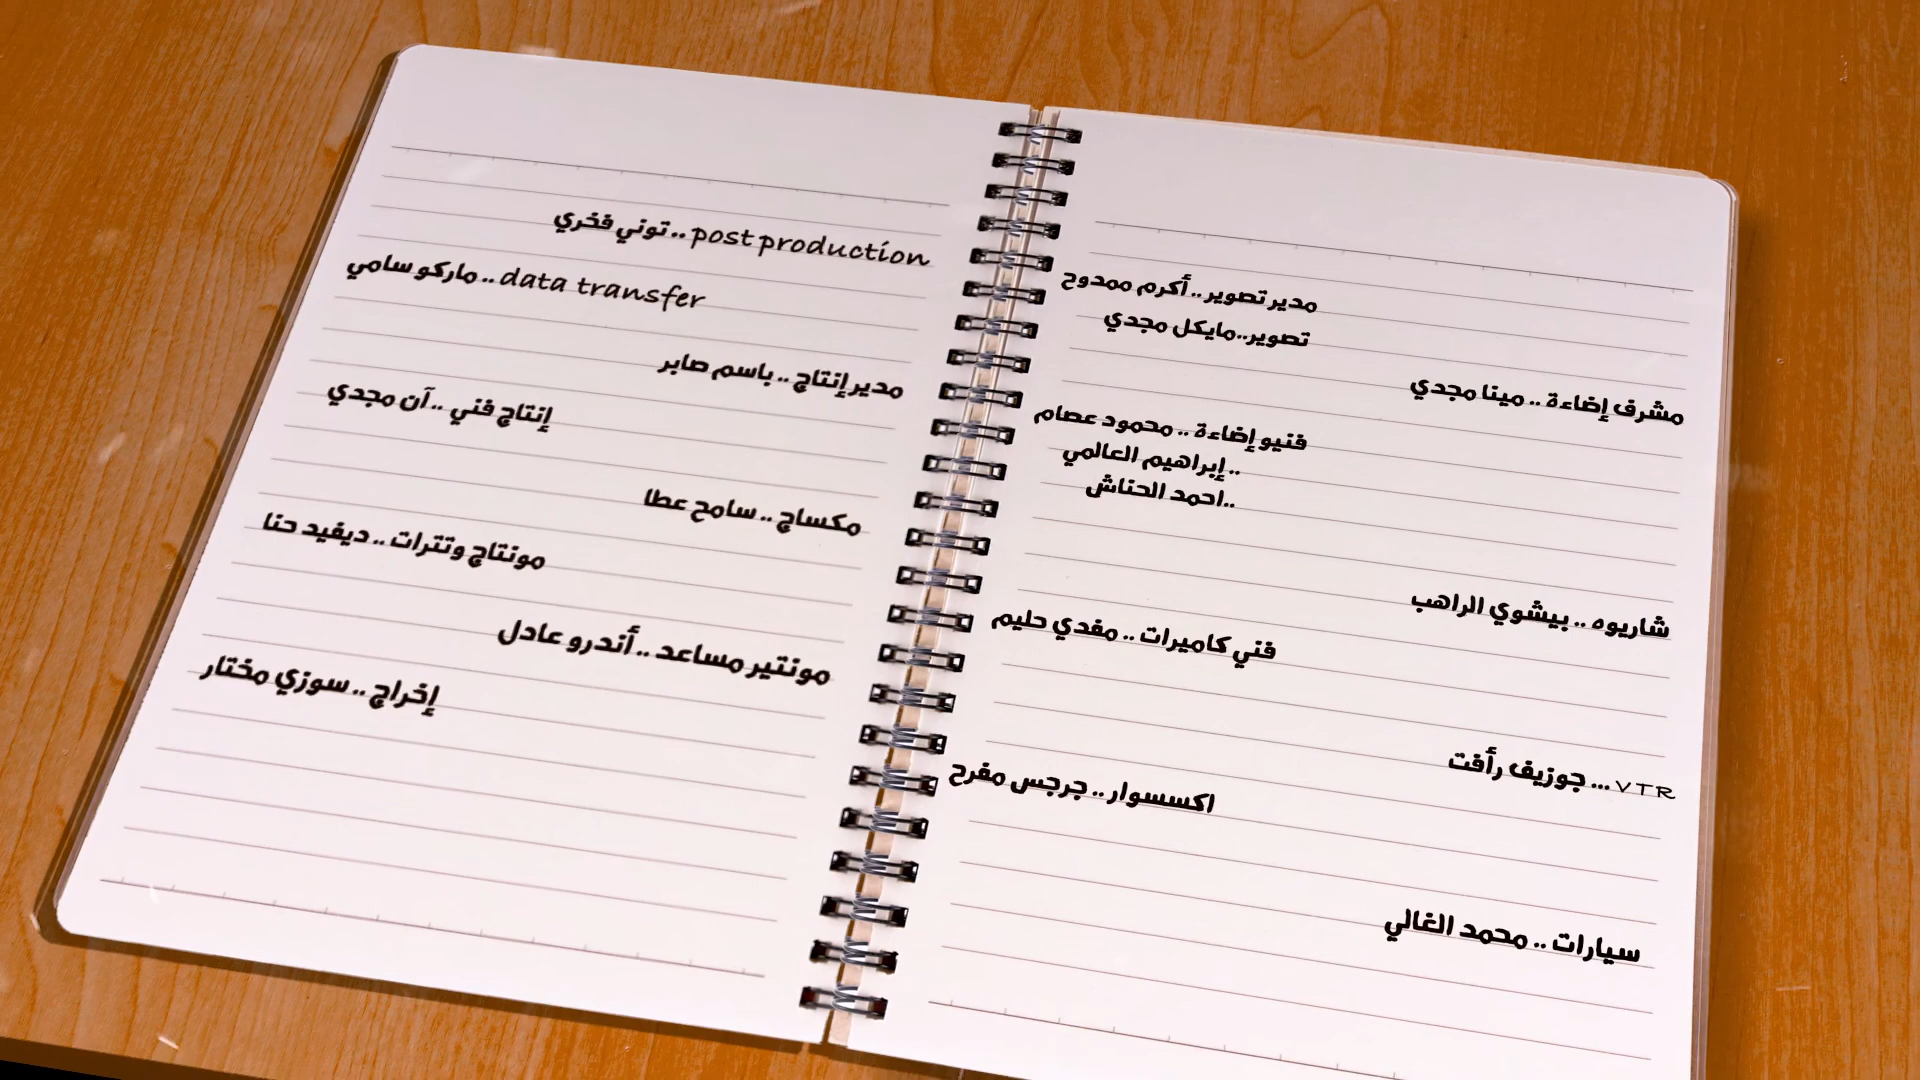 مدير تصوير .. أكرم ممدوح
تصوير..مايكل مجدي
مشرف إضاءة .. مينا مجدي
فنيو إضاءة .. محمود عصام
.. إبراهيم العالمي
..احمد الحناش
شاريوه .. بيشوي الراهب
فني كاميرات .. مفدي حليم
VTR ... جوزيف رأفت
اكسسوار .. جرجس مفرح
سيارات .. محمد الغالي
post production .. توني فخري
data transfer .. ماركو سامي
مدير إنتاج .. باسم صابر
إنتاج فني .. آن مجدي
مكساج .. سامح عطا
مونتاج وتترات .. ديفيد حنا
مونتير مساعد .. أندرو عادل
إخراج .. سوزي مختار